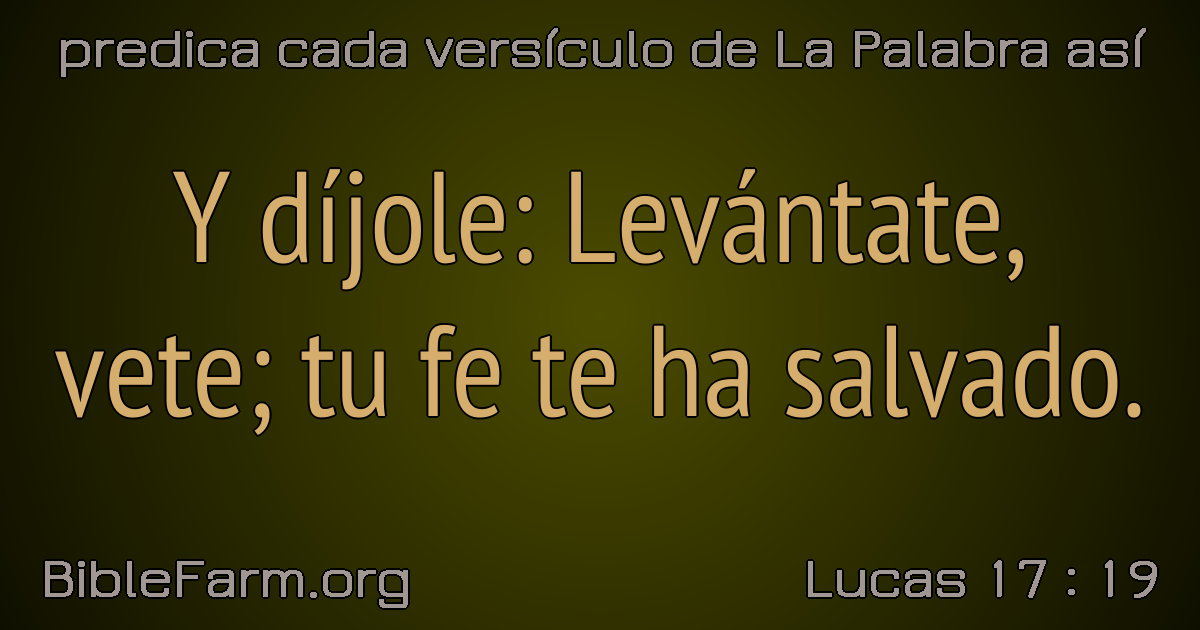 predica cada versículo de La Palabra así
Y díjole: Levántate,
vete; tu fe te ha salvado.
BibleFarm.org
Lucas 17 : 19